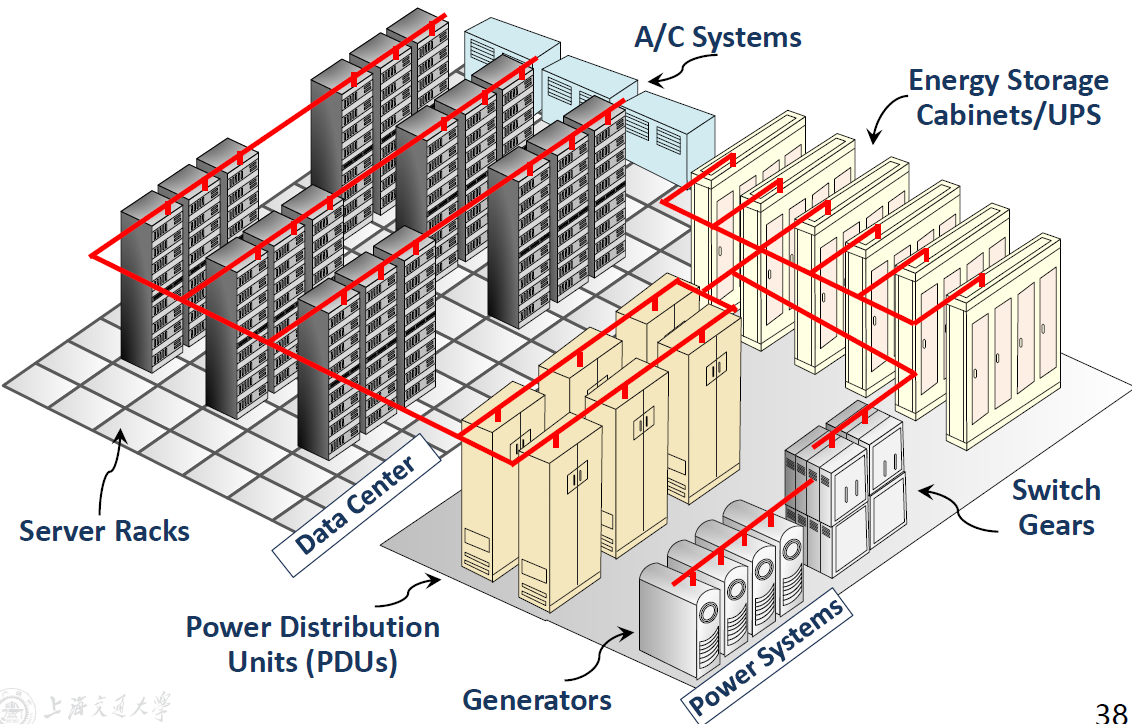 A/C Systems
Energy Storage
Cabinets/UPS
Server Racks
Data Center
Switch
Gears
Power Distribution
Units (PDUs)
Generators
Power Systems
上海交通大学
38